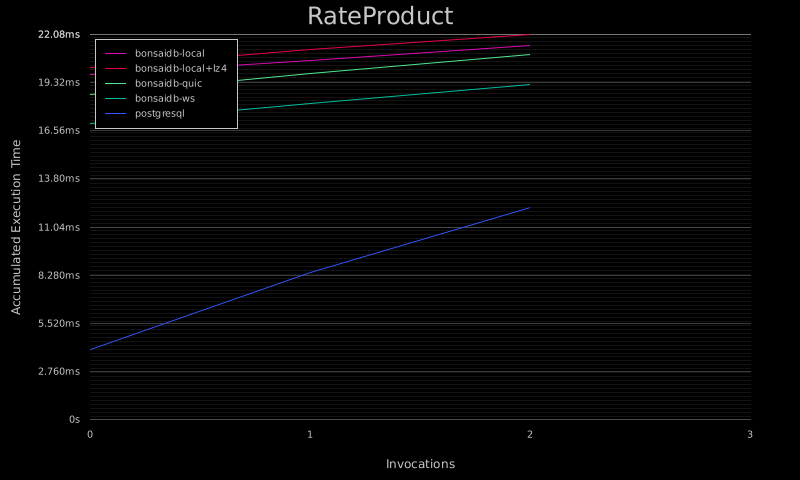 RateProduct
22.08ms
bonsaidb-local
bonsaidb-local+lz4
bonsaidb-quic
bonsaidb-ws
postgresql
19.32ms
16.56ms
13.80ms
11.04ms
8.280ms
5.520ms
2.760ms
0s
Accumulated Execution Time
0 1 2 3
Invocations